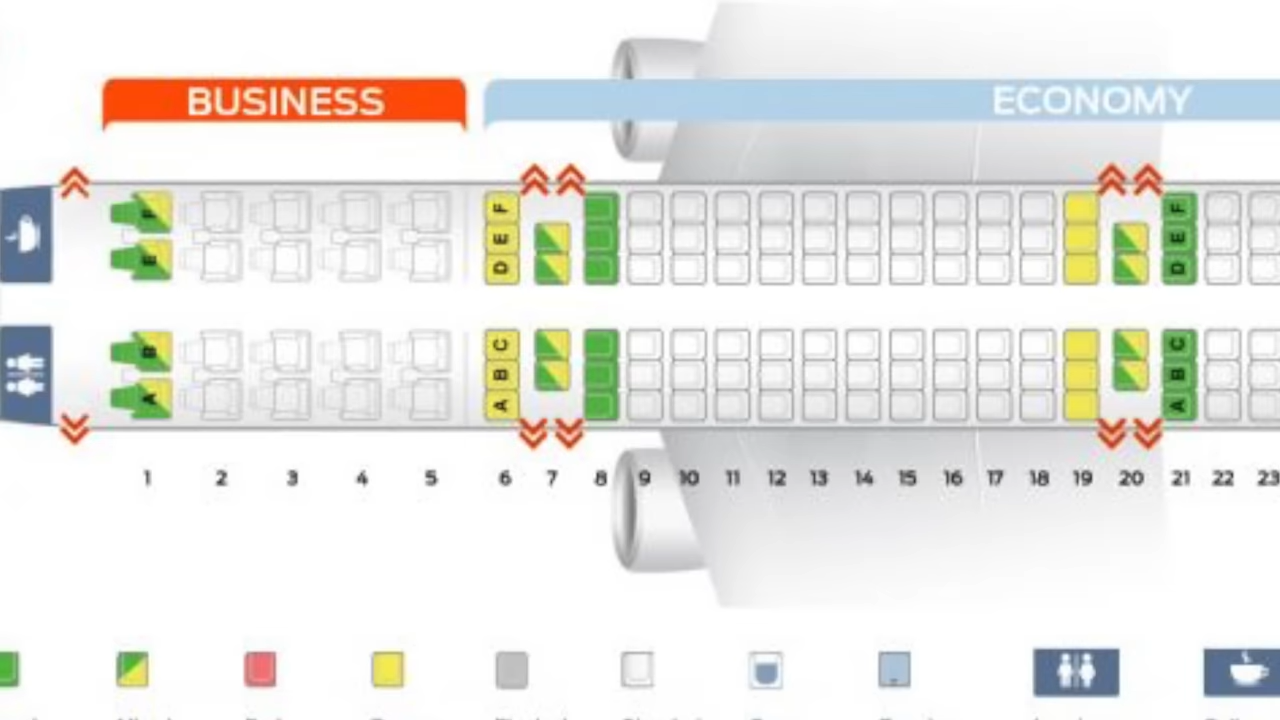 BUSINESS
ECONOMY
F F F
E E E
D D
B C C
A B B
A A
1 2 3 4 5 6 7 8 9 10 11 12 13 14 15 16 17 18 19 20 21 22 23